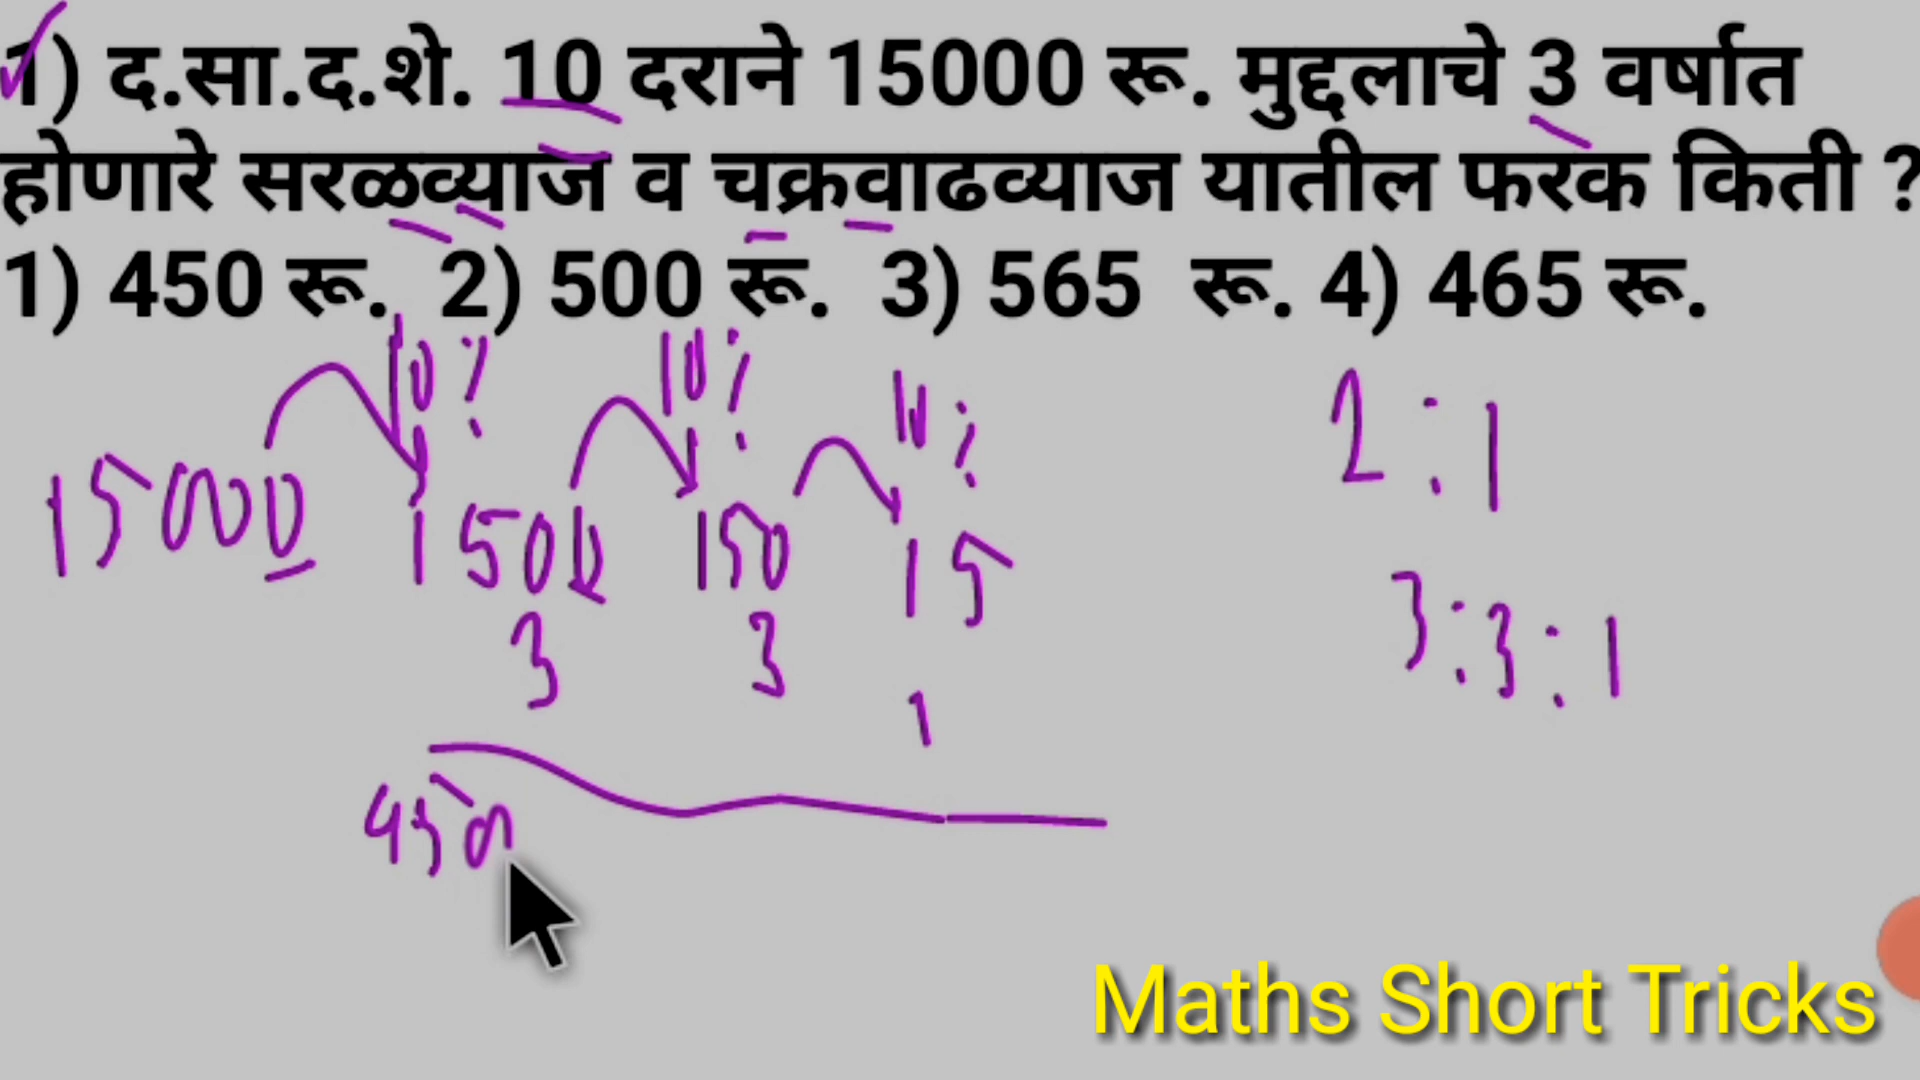 1) द.सा.द.शे. 10 दराने 15000 रू. मुद्दलाचे 3 वर्षात
होणारे सरळव्याज व चक्रवाढव्याज यातील फरक किती ?
1) 450 रू. 2) 500 रू. 3) 565 रू. 4) 465 रू.
10% 10% 10%
2 : 1
15000 1500 150 15
3 3 1
3 : 3 : 1
450
Maths Short Tricks